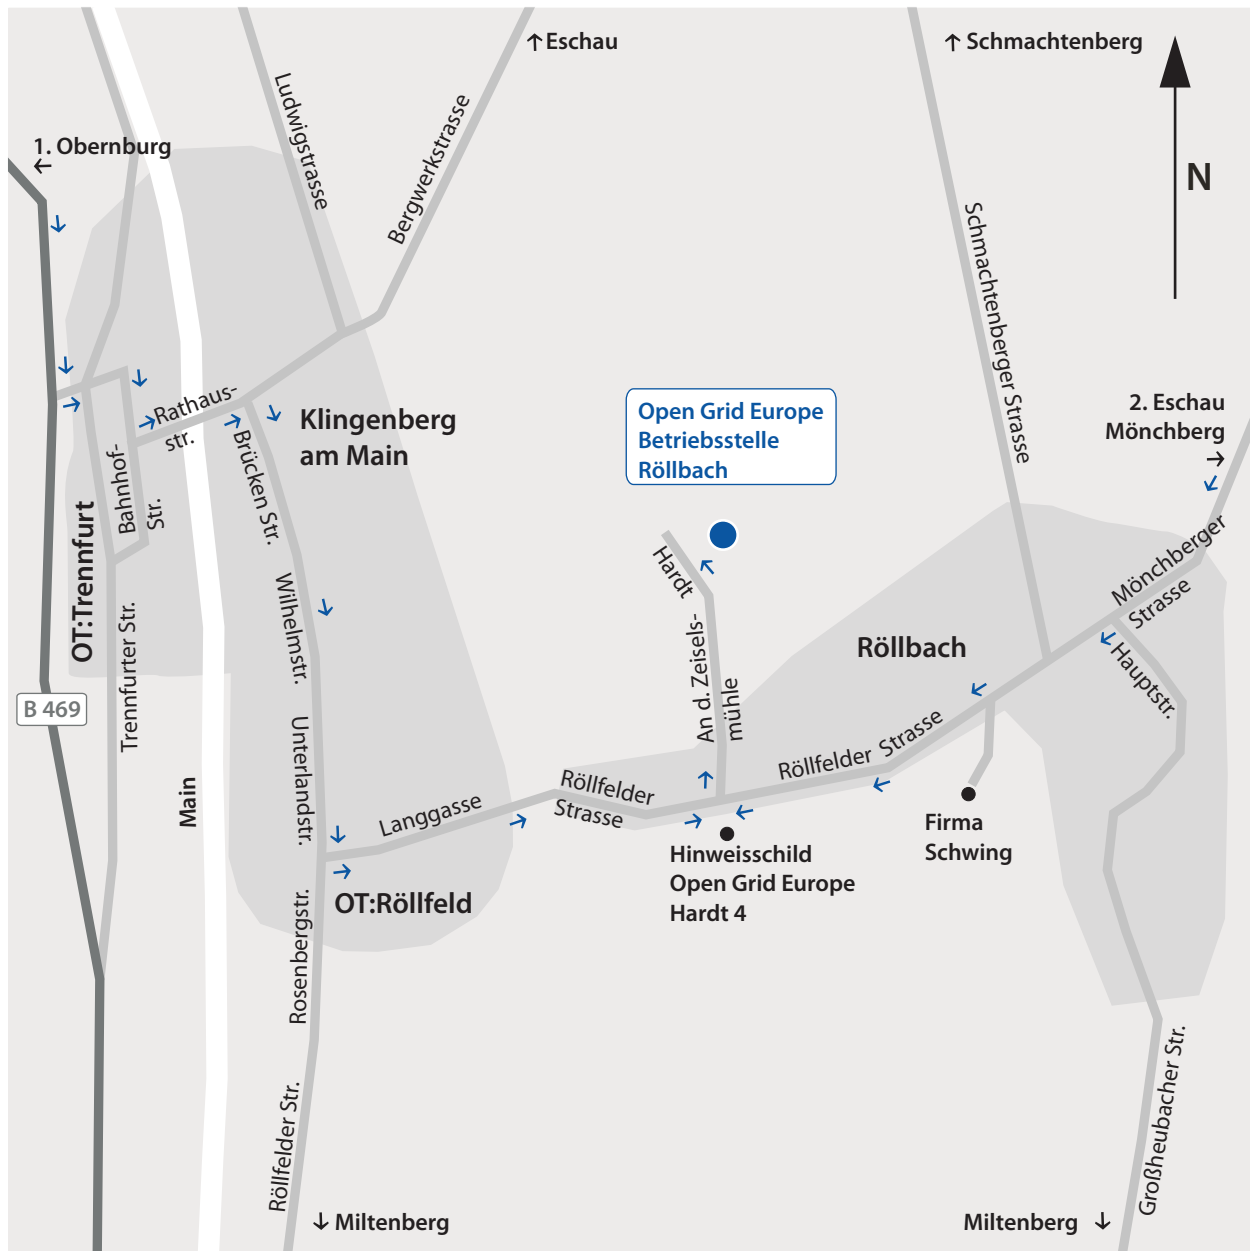 Eschau
Schmachtenberg
1. Obernburg
Ludwigstrasse
Bergwerkstrasse
N
Schmachtenberger Strasse
Rathaus-
str.
Klingenberg
am Main
Open Grid Europe
Betriebsstelle
Röllbach
2. Eschau
Mönchberg
Brücken Str.
Bahnhof-
Str.
OT:Trennfurt
Hardt
Mönchberger
Strasse
Wilhelmstr.
Trennfurter Str.
An d. Zeisels-
mühle
Röllbach
Hauptstr.
B 469
Unterlandstr.
Main
Langgasse
Röllfelder
Strasse
Röllfelder Strasse
Firma
Schwing
Hinweisschild
Open Grid Europe
Hardt 4
OT:Röllfeld
Rosenbergstr.
Röllfelder Str.
Großheubacher Str.
Miltenberg
Miltenberg